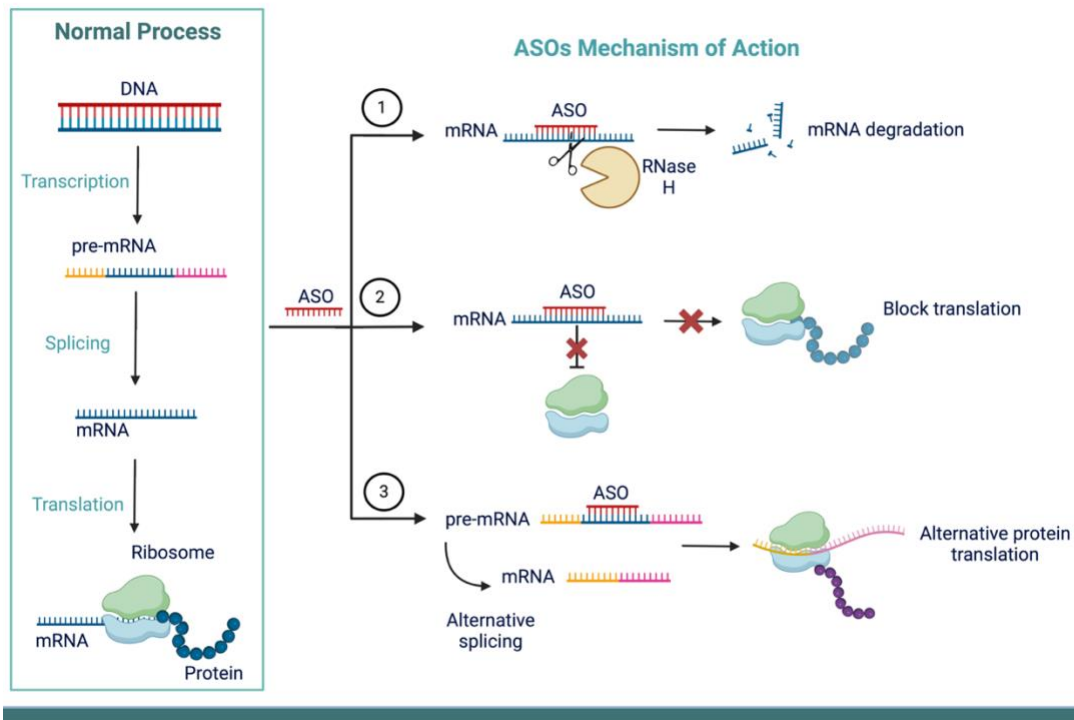 Normal Process
DNA
Transcription
pre-mRNA
Splicing
mRNA
Translation
Ribosome
mRNA
Protein
ASOs Mechanism of Action
ASO
1
mRNA
ASO
RNase
H
mRNA degradation
2
mRNA
ASO
Block translation
3
pre-mRNA
ASO
mRNA
Alternative
splicing
Alternative protein
translation